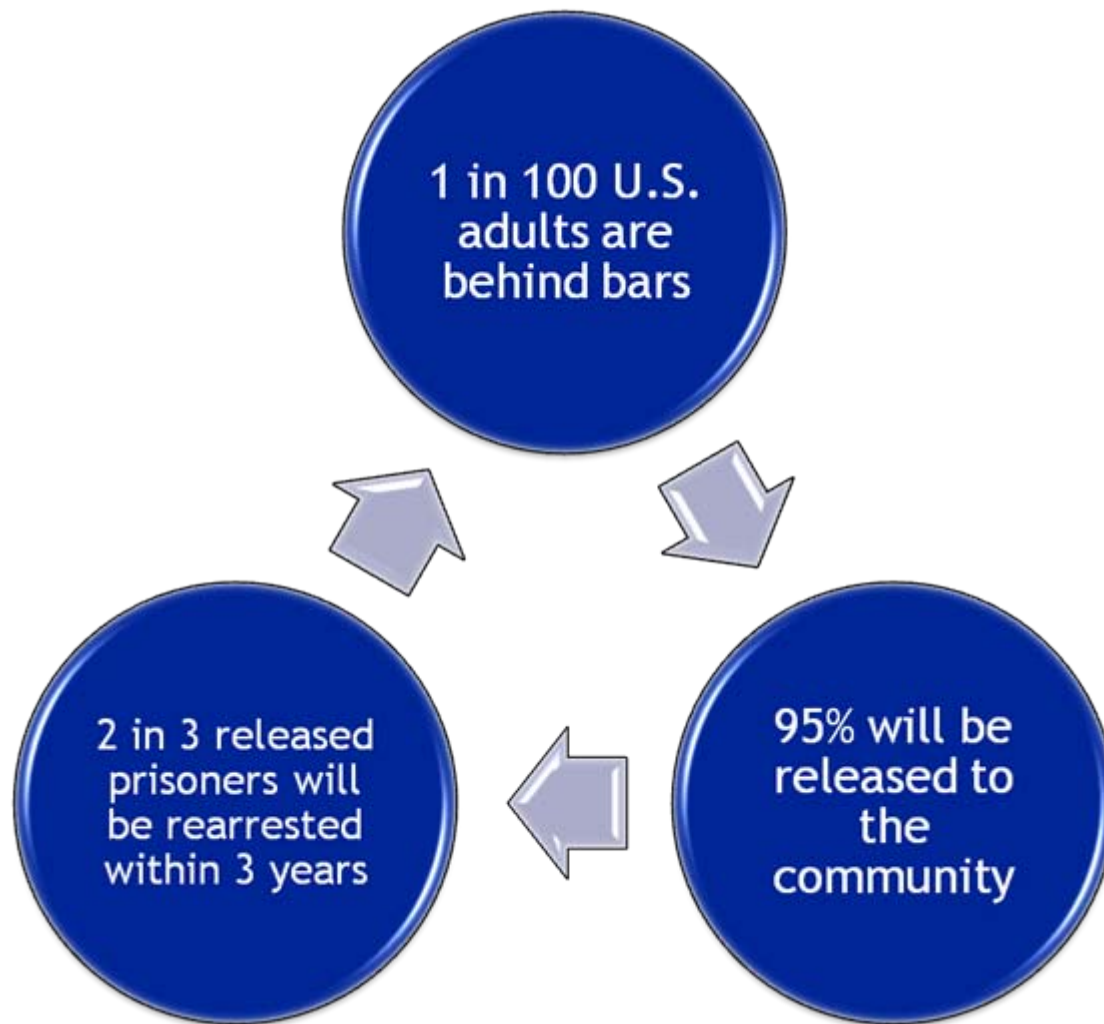 1 in 100 U.S.
adults are
behind bars
95% will be
released to
the
community
2 in 3 released
prisoners will
be rearrested
within 3 years